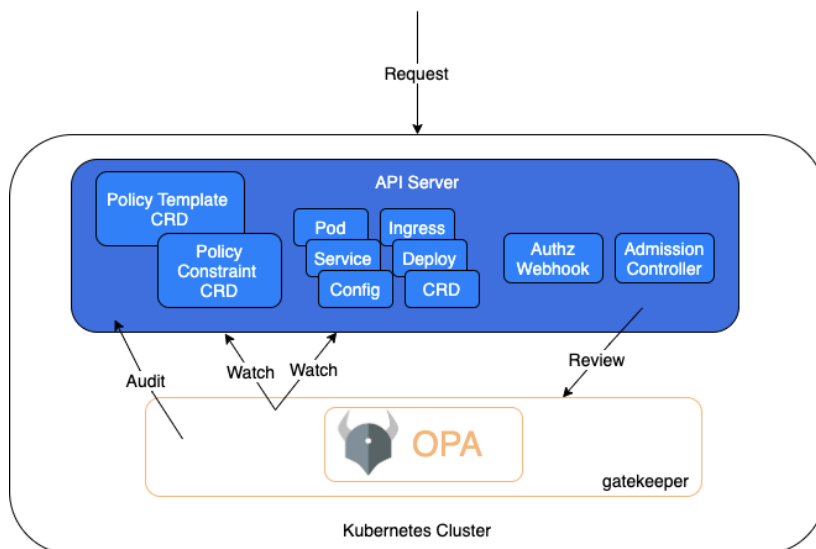 Request
API Server
Policy Template
CRD
Policy
Constraint
CRD
Pod
Ingress
Service
Deploy
Config
CRD
Authz
Webhook
Admission
Controller
Audit
Watch
Watch
Review
OPA
gatekeeper
Kubernetes Cluster